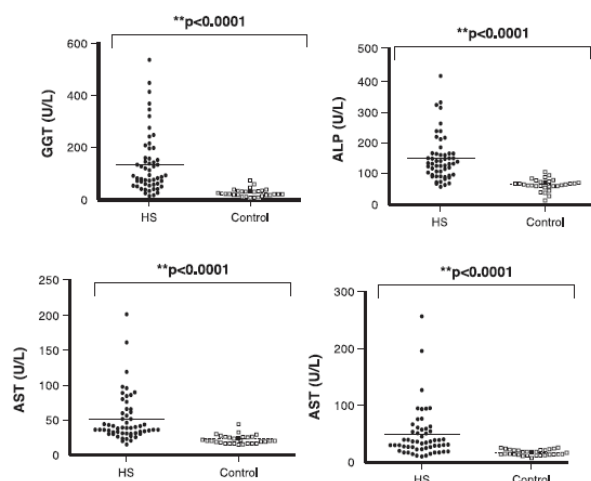 **p<0.0001
GGT (U/L)
600
400
200
0
HS
Control
**p<0.0001
ALP (U/L)
500
400
300
200
100
0
HS
Control
**p<0.0001
AST (U/L)
250
200
150
100
50
0
HS
Control
**p<0.0001
AST (U/L)
300
200
100
0
HS
Control